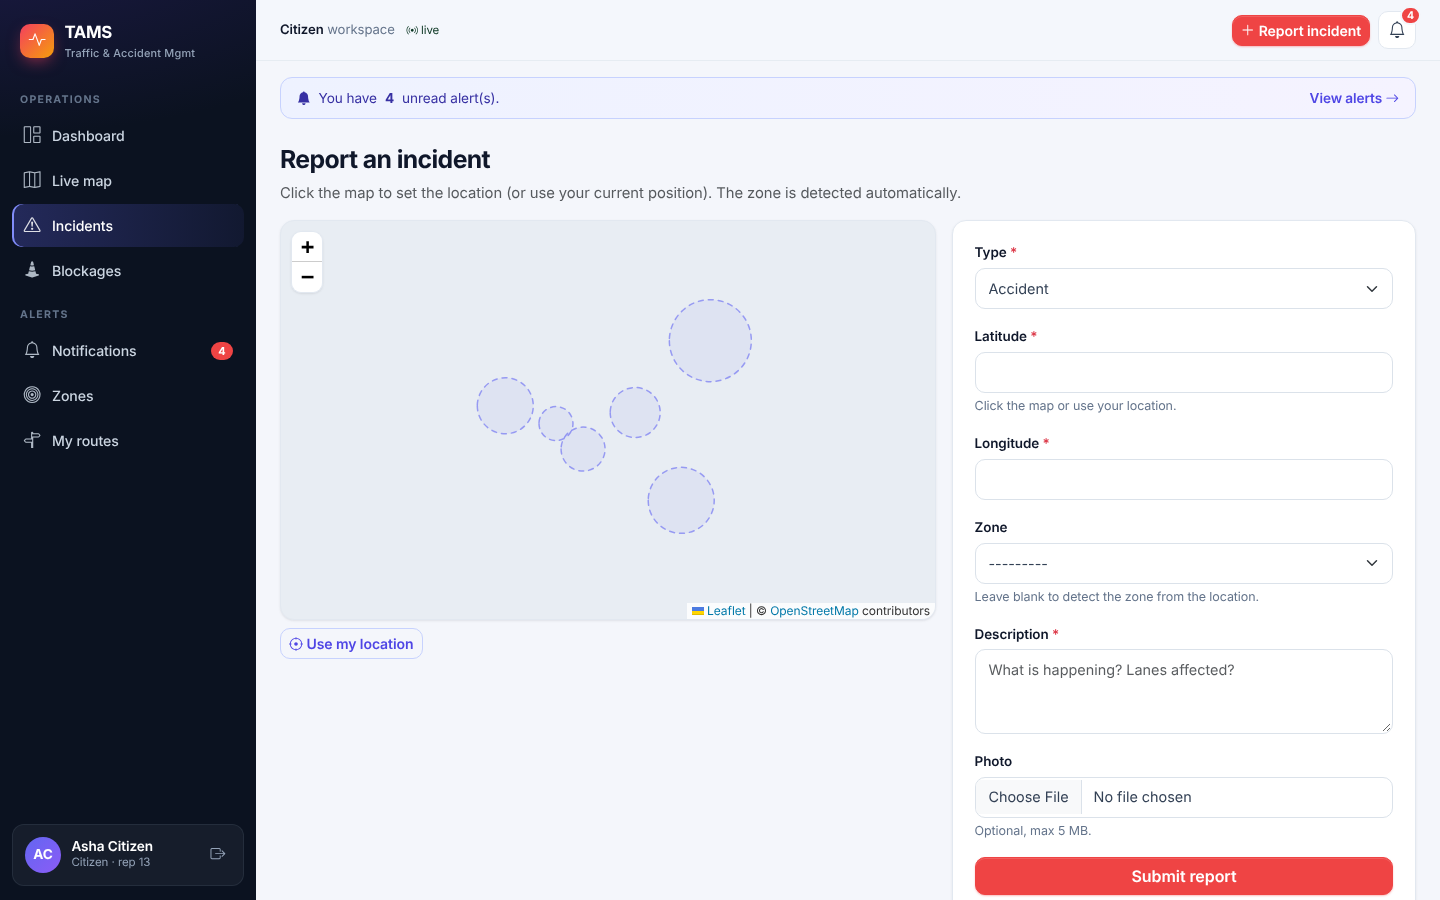 TAMS
Traffic & Accident Mgmt
OPERATIONS
Dashboard
Live map
Incidents
Blockages
ALERTS
Notifications 4
Zones
My routes
AC
Asha Citizen
Citizen · rep 13
Citizen workspace live
+ Report incident
4
You have 4 unread alert(s).
View alerts →
Report an incident
Click the map to set the location (or use your current position). The zone is detected automatically.
+
−
Leaflet | © OpenStreetMap contributors
Use my location
Type *
Accident
Latitude *
Click the map or use your location.
Longitude *
Zone
---------
Leave blank to detect the zone from the location.
Description *
What is happening? Lanes affected?
Photo
Choose File No file chosen
Optional, max 5 MB.
Submit report